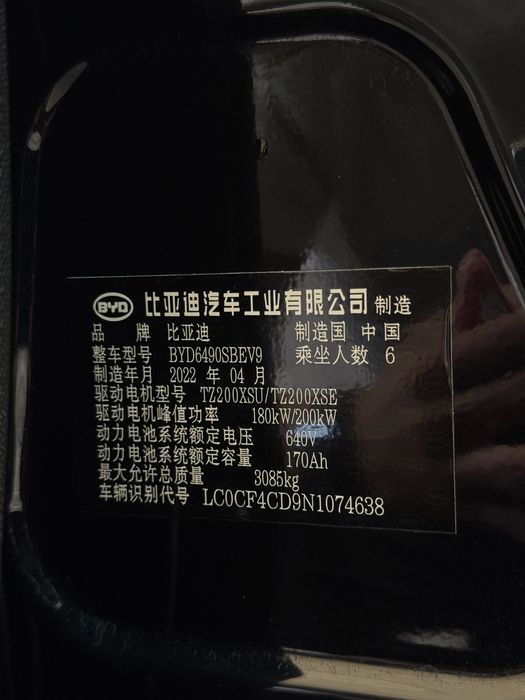 BYD 比亚迪汽车工业有限公司 制造
品 牌 比亚迪 制造国 中国
整车型号 BYD6490SBEV9 乘坐人数 6
制造年月 2022 年 04 月
驱动电机型号 TZ200XSU/TZ200XSE
驱动电机峰值功率 180kW/200kW
动力电池系统额定电压 640V
动力电池系统额定容量 170Ah
最大允许总质量 3085kg
车辆识别代号 LC0CF4CD9N1074638